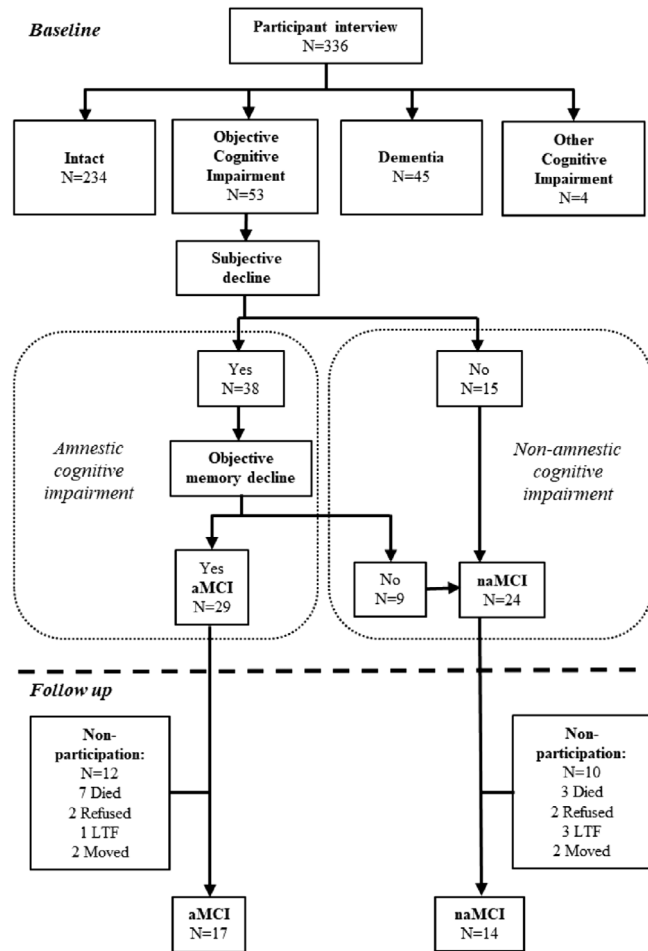 Baseline
Participant interview
N=336
Intact
N=234
Objective
Cognitive
Impairment
N=53
Dementia
N=45
Other
Cognitive
Impairment
N=4
Subjective
decline
Yes
N=38
No
N=15
Amnestic
cognitive
impairment
Objective
memory decline
Non-amnestic
cognitive
impairment
Yes
aMCI
N=29
No
N=9
naMCI
N=24
Follow up
Non-
participation:
N=12
7 Died
2 Refused
1 LTF
2 Moved
Non-
participation:
N=10
3 Died
2 Refused
3 LTF
2 Moved
aMCI
N=17
naMCI
N=14